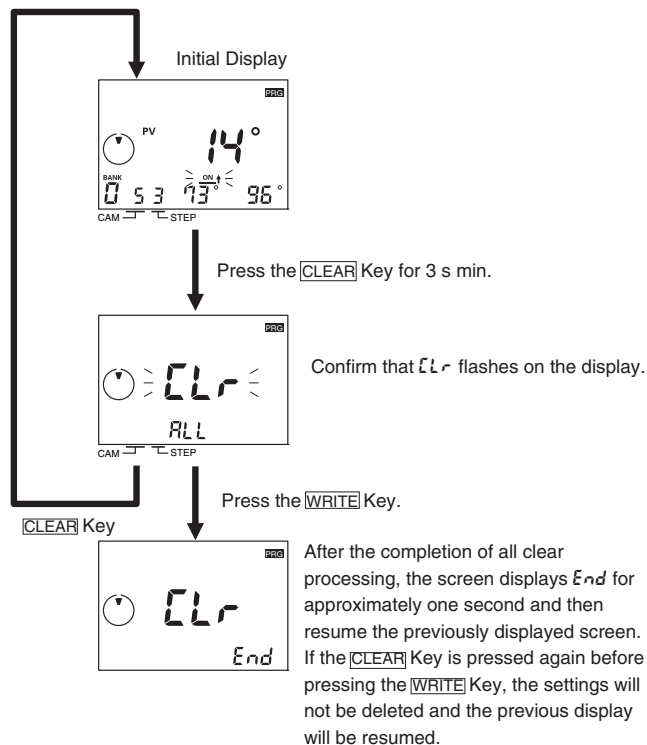 Initial Display
PRG
PV
14°
BANK
ON
0 5 3 73° 96°
CAM STEP
Press the CLEAR Key for 3 s min.
PRG
CLr
Confirm that CLr flashes on the display.
ALL
CAM STEP
Press the WRITE Key.
CLEAR Key
PRG
CLr
End
After the completion of all clear
processing, the screen displays End for
approximately one second and then
resume the previously displayed screen.
If the CLEAR Key is pressed again before
pressing the WRITE Key, the settings will
not be deleted and the previous display
will be resumed.